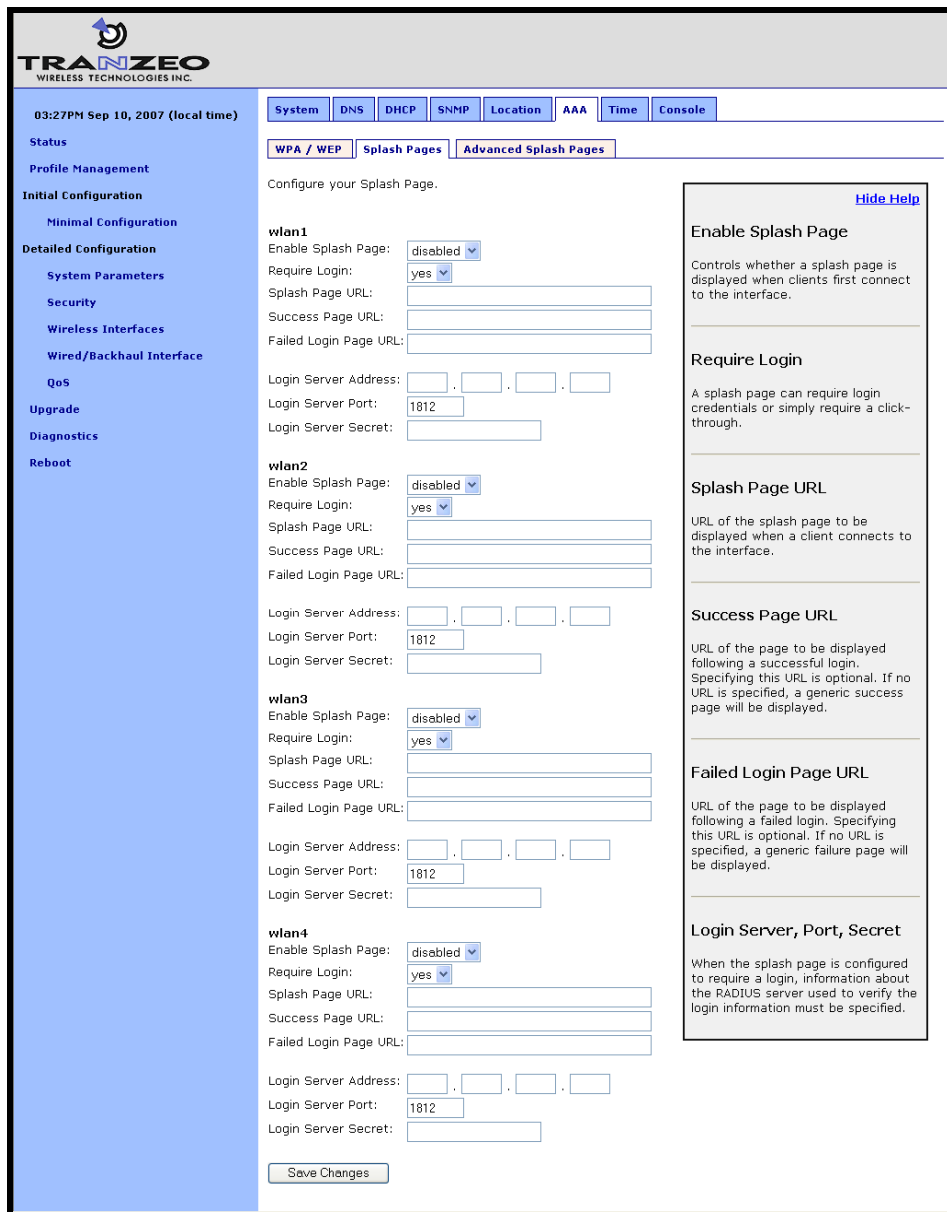 TRANZEO
WIRELESS TECHNOLOGIES INC.
03:27PM Sep 10, 2007 (local time)
Status
Profile Management
Initial Configuration
Minimal Configuration
Detailed Configuration
System Parameters
Security
Wireless Interfaces
Wired/Backhaul Interface
QoS
Upgrade
Diagnostics
Reboot
System DNS DHCP SNMP Location AAA Time Console
WPA / WEP Splash Pages Advanced Splash Pages
Configure your Splash Page.
wlan1
Enable Splash Page: disabled
Require Login: yes
Splash Page URL:
Success Page URL:
Failed Login Page URL:
Login Server Address: . . .
Login Server Port: 1812
Login Server Secret:
wlan2
Enable Splash Page: disabled
Require Login: yes
Splash Page URL:
Success Page URL:
Failed Login Page URL:
Login Server Address: . . .
Login Server Port: 1812
Login Server Secret:
wlan3
Enable Splash Page: disabled
Require Login: yes
Splash Page URL:
Success Page URL:
Failed Login Page URL:
Login Server Address: . . .
Login Server Port: 1812
Login Server Secret:
wlan4
Enable Splash Page: disabled
Require Login: yes
Splash Page URL:
Success Page URL:
Failed Login Page URL:
Login Server Address: . . .
Login Server Port: 1812
Login Server Secret:
Save Changes
Hide Help
Enable Splash Page
Controls whether a splash page is
displayed when clients first connect
to the interface.
Require Login
A splash page can require login
credentials or simply require a click-
through.
Splash Page URL
URL of the splash page to be
displayed when a client connects to
the interface.
Success Page URL
URL of the page to be displayed
following a successful login.
Specifying this URL is optional. If no
URL is specified, a generic success
page will be displayed.
Failed Login Page URL
URL of the page to be displayed
following a failed login. Specifying
this URL is optional. If no URL is
specified, a generic failure page will
be displayed.
Login Server, Port, Secret
When the splash page is configured
to require a login, information about
the RADIUS server used to verify the
login information must be specified.